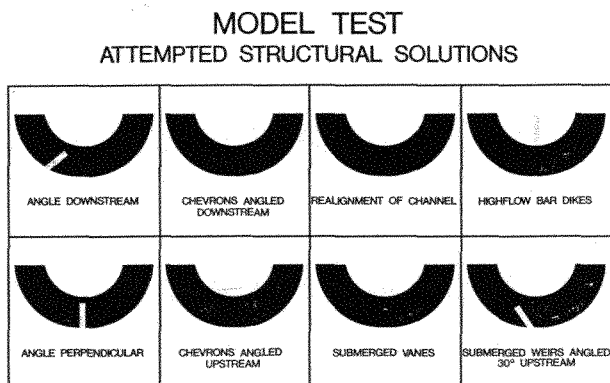 MODEL TEST
ATTEMPTED STRUCTURAL SOLUTIONS
ANGLE DOWNSTREAM
CHEVRONS ANGLED
DOWNSTREAM
REALIGNMENT OF CHANNEL
HIGHFLOW BAR DIKES
ANGLE PERPENDICULAR
CHEVRONS ANGLED
UPSTREAM
SUBMERGED VANES
SUBMERGED WEIRS ANGLED
30° UPSTREAM